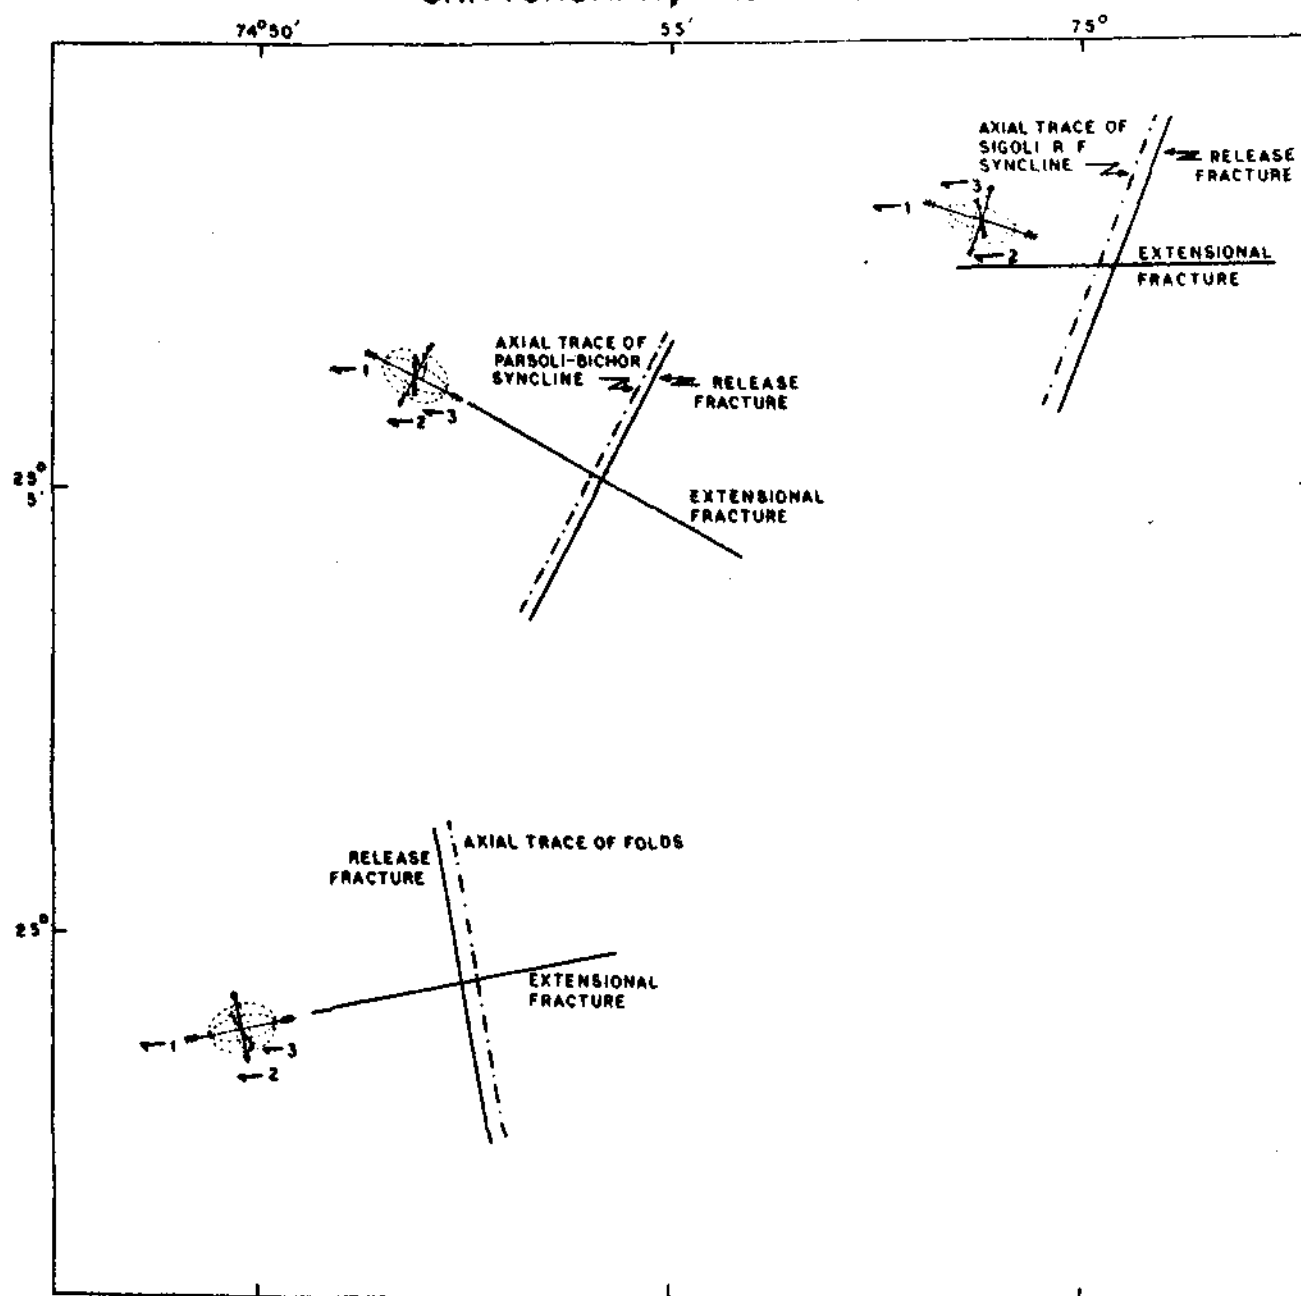 74°50'
55'
75°
AXIAL TRACE OF
SIGOLI R F
SYNCLINE
RELEASE
FRACTURE
3
1
2
EXTENSIONAL
FRACTURE
AXIAL TRACE OF
PARSOLI-BICHOR
SYNCLINE
RELEASE
FRACTURE
1
2
3
25°
5'
EXTENSIONAL
FRACTURE
AXIAL TRACE OF FOLDS
RELEASE
FRACTURE
25°
EXTENSIONAL
FRACTURE
1
3
2